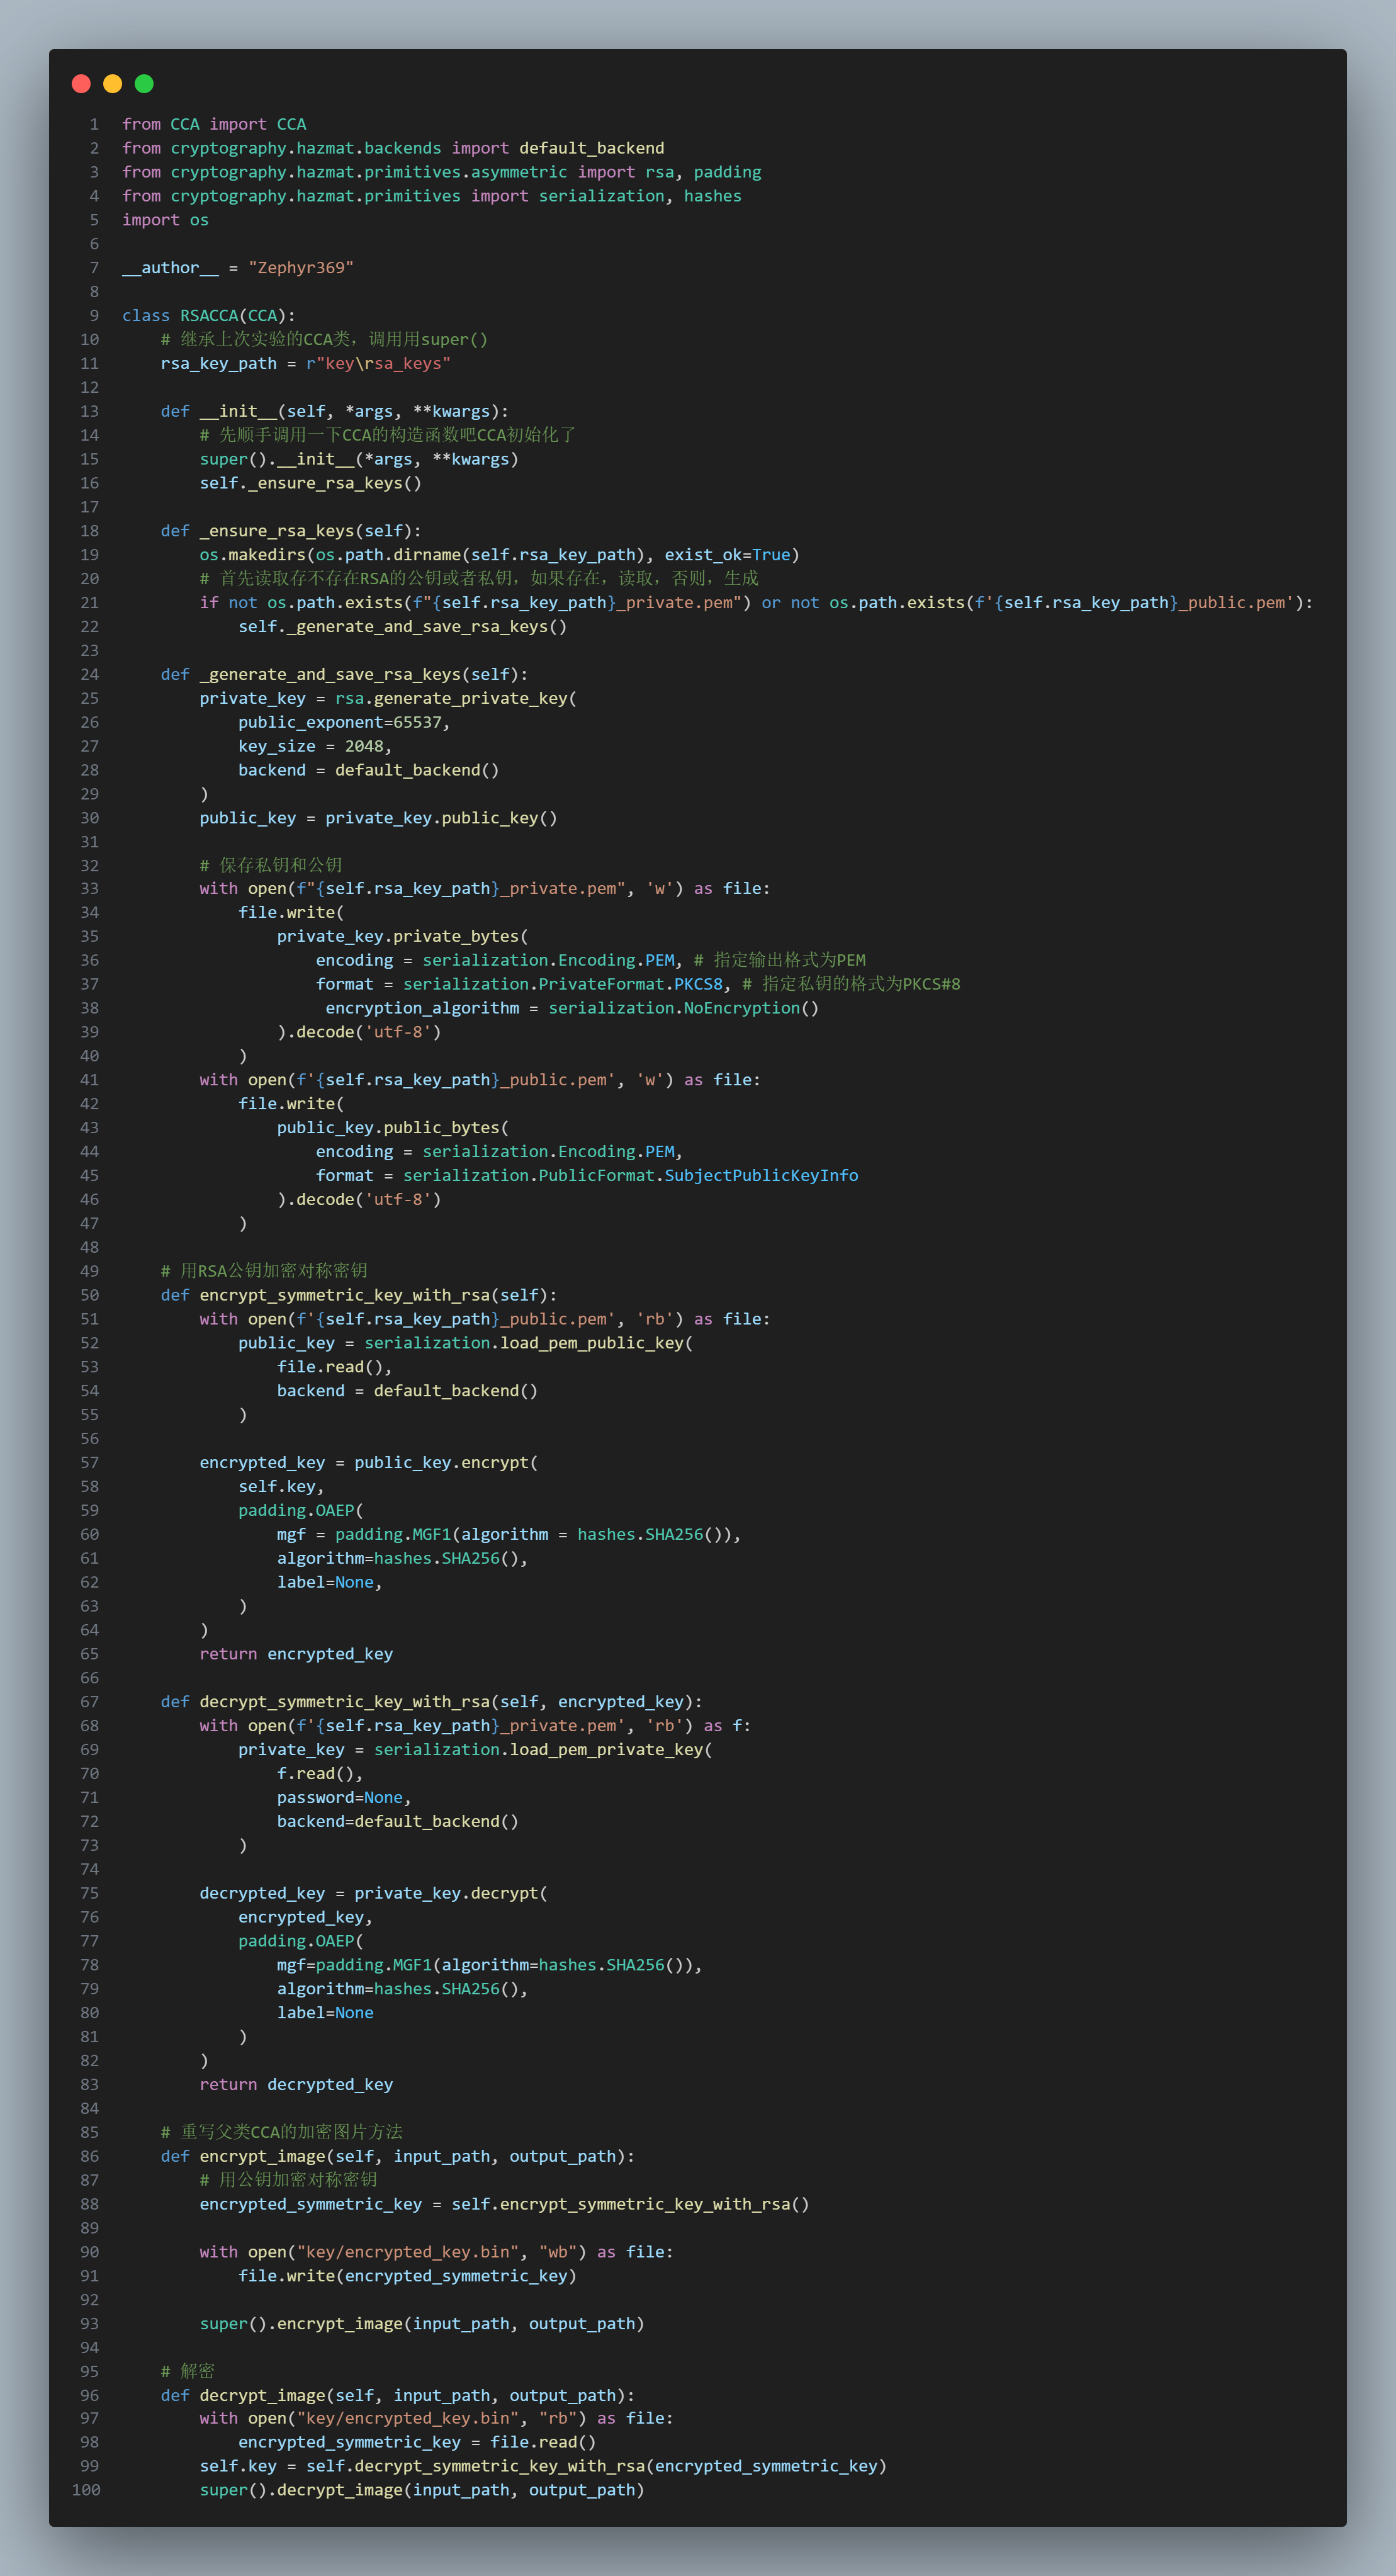 1 from CCA import CCA
2 from cryptography.hazmat.backends import default_backend
3 from cryptography.hazmat.primitives.asymmetric import rsa, padding
4 from cryptography.hazmat.primitives import serialization, hashes
5 import os
6
7 __author__ = "Zephyr369"
8
9 class RSACCA(CCA):
10     # 继承上次实验的CCA类，调用用super()
11     rsa_key_path = r"key\rsa_keys"
12
13     def __init__(self, *args, **kwargs):
14         # 先顺手调用一下CCA的构造函数吧CCA初始化了
15         super().__init__(*args, **kwargs)
16         self._ensure_rsa_keys()
17
18     def _ensure_rsa_keys(self):
19         os.makedirs(os.path.dirname(self.rsa_key_path), exist_ok=True)
20         # 首先读取存不存在RSA的公钥或者私钥，如果存在，读取，否则，生成
21         if not os.path.exists(f"{self.rsa_key_path}_private.pem") or not os.path.exists(f'{self.rsa_key_path}_public.pem'):
22             self._generate_and_save_rsa_keys()
23
24     def _generate_and_save_rsa_keys(self):
25         private_key = rsa.generate_private_key(
26             public_exponent=65537,
27             key_size = 2048,
28             backend = default_backend()
29         )
30         public_key = private_key.public_key()
31
32         # 保存私钥和公钥
33         with open(f"{self.rsa_key_path}_private.pem", 'w') as file:
34             file.write(
35                 private_key.private_bytes(
36                     encoding = serialization.Encoding.PEM, # 指定输出格式为PEM
37                     format = serialization.PrivateFormat.PKCS8, # 指定私钥的格式为PKCS#8
38                      encryption_algorithm = serialization.NoEncryption()
39                 ).decode('utf-8')
40             )
41         with open(f'{self.rsa_key_path}_public.pem', 'w') as file:
42             file.write(
43                 public_key.public_bytes(
44                     encoding = serialization.Encoding.PEM,
45                     format = serialization.PublicFormat.SubjectPublicKeyInfo
46                 ).decode('utf-8')
47             )
48
49     # 用RSA公钥加密对称密钥
50     def encrypt_symmetric_key_with_rsa(self):
51         with open(f'{self.rsa_key_path}_public.pem', 'rb') as file:
52             public_key = serialization.load_pem_public_key(
53                 file.read(),
54                 backend = default_backend()
55             )
56
57         encrypted_key = public_key.encrypt(
58             self.key,
59             padding.OAEP(
60                 mgf = padding.MGF1(algorithm = hashes.SHA256()),
61                 algorithm=hashes.SHA256(),
62                 label=None,
63             )
64         )
65         return encrypted_key
66
67     def decrypt_symmetric_key_with_rsa(self, encrypted_key):
68         with open(f'{self.rsa_key_path}_private.pem', 'rb') as f:
69             private_key = serialization.load_pem_private_key(
70                 f.read(),
71                 password=None,
72                 backend=default_backend()
73             )
74
75         decrypted_key = private_key.decrypt(
76             encrypted_key,
77             padding.OAEP(
78                 mgf=padding.MGF1(algorithm=hashes.SHA256()),
79                 algorithm=hashes.SHA256(),
80                 label=None
81             )
82         )
83         return decrypted_key
84
85     # 重写父类CCA的加密图片方法
86     def encrypt_image(self, input_path, output_path):
87         # 用公钥加密对称密钥
88         encrypted_symmetric_key = self.encrypt_symmetric_key_with_rsa()
89
90         with open("key/encrypted_key.bin", "wb") as file:
91             file.write(encrypted_symmetric_key)
92
93         super().encrypt_image(input_path, output_path)
94
95     # 解密
96     def decrypt_image(self, input_path, output_path):
97         with open("key/encrypted_key.bin", "rb") as file:
98             encrypted_symmetric_key = file.read()
99         self.key = self.decrypt_symmetric_key_with_rsa(encrypted_symmetric_key)
100         super().decrypt_image(input_path, output_path)